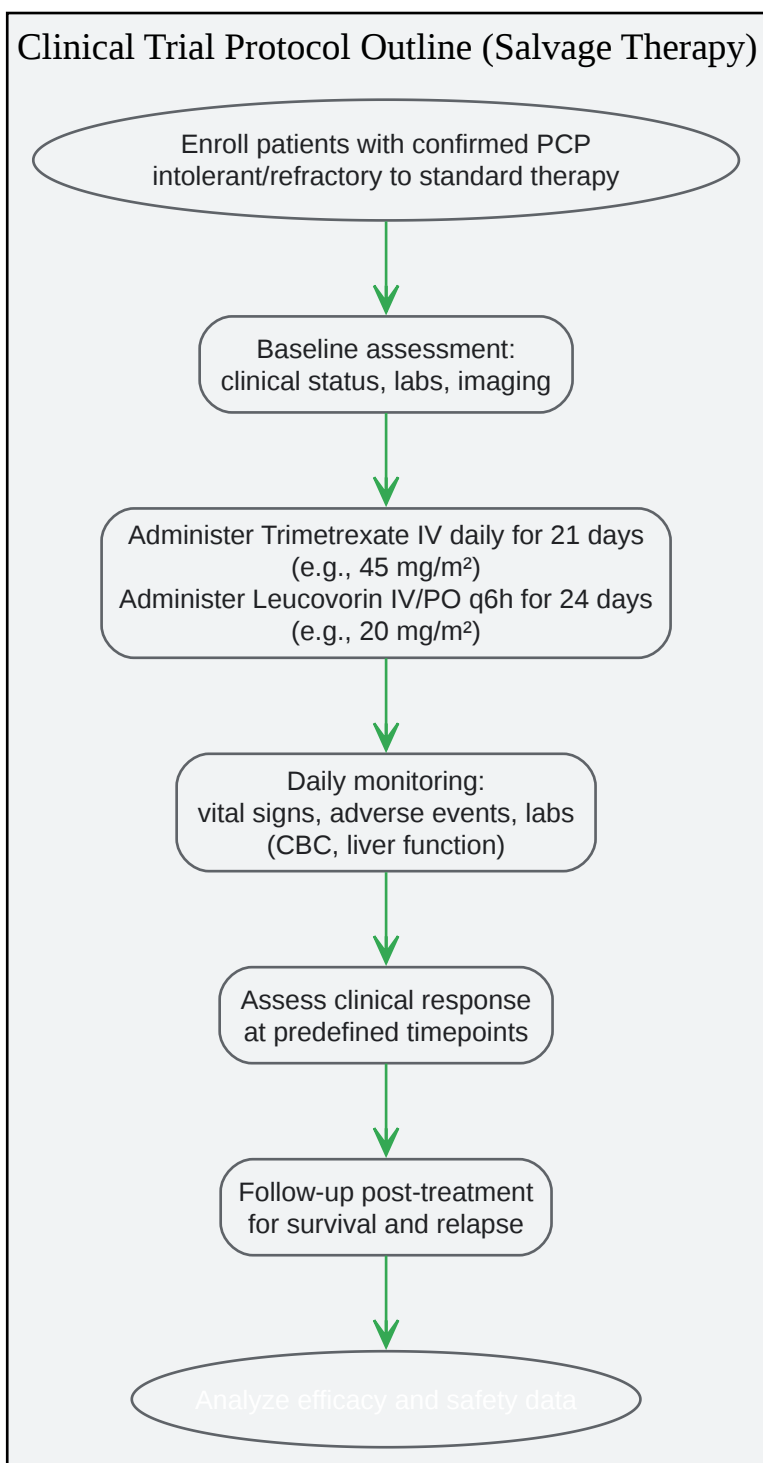 Clinical Trial Protocol Outline (Salvage Therapy)
Enroll patients with confirmed PCP
intolerant/refractory to standard therapy
Baseline assessment:
clinical status, labs, imaging
Administer Trimetrexate IV daily for 21 days
(e.g., 45 mg/m²)
Administer Leucovorin IV/PO q6h for 24 days
(e.g., 20 mg/m²)
Daily monitoring:
vital signs, adverse events, labs
(CBC, liver function)
Assess clinical response
at predefined timepoints
Follow-up post-treatment
for survival and relapse
Analyze efficacy and safety data